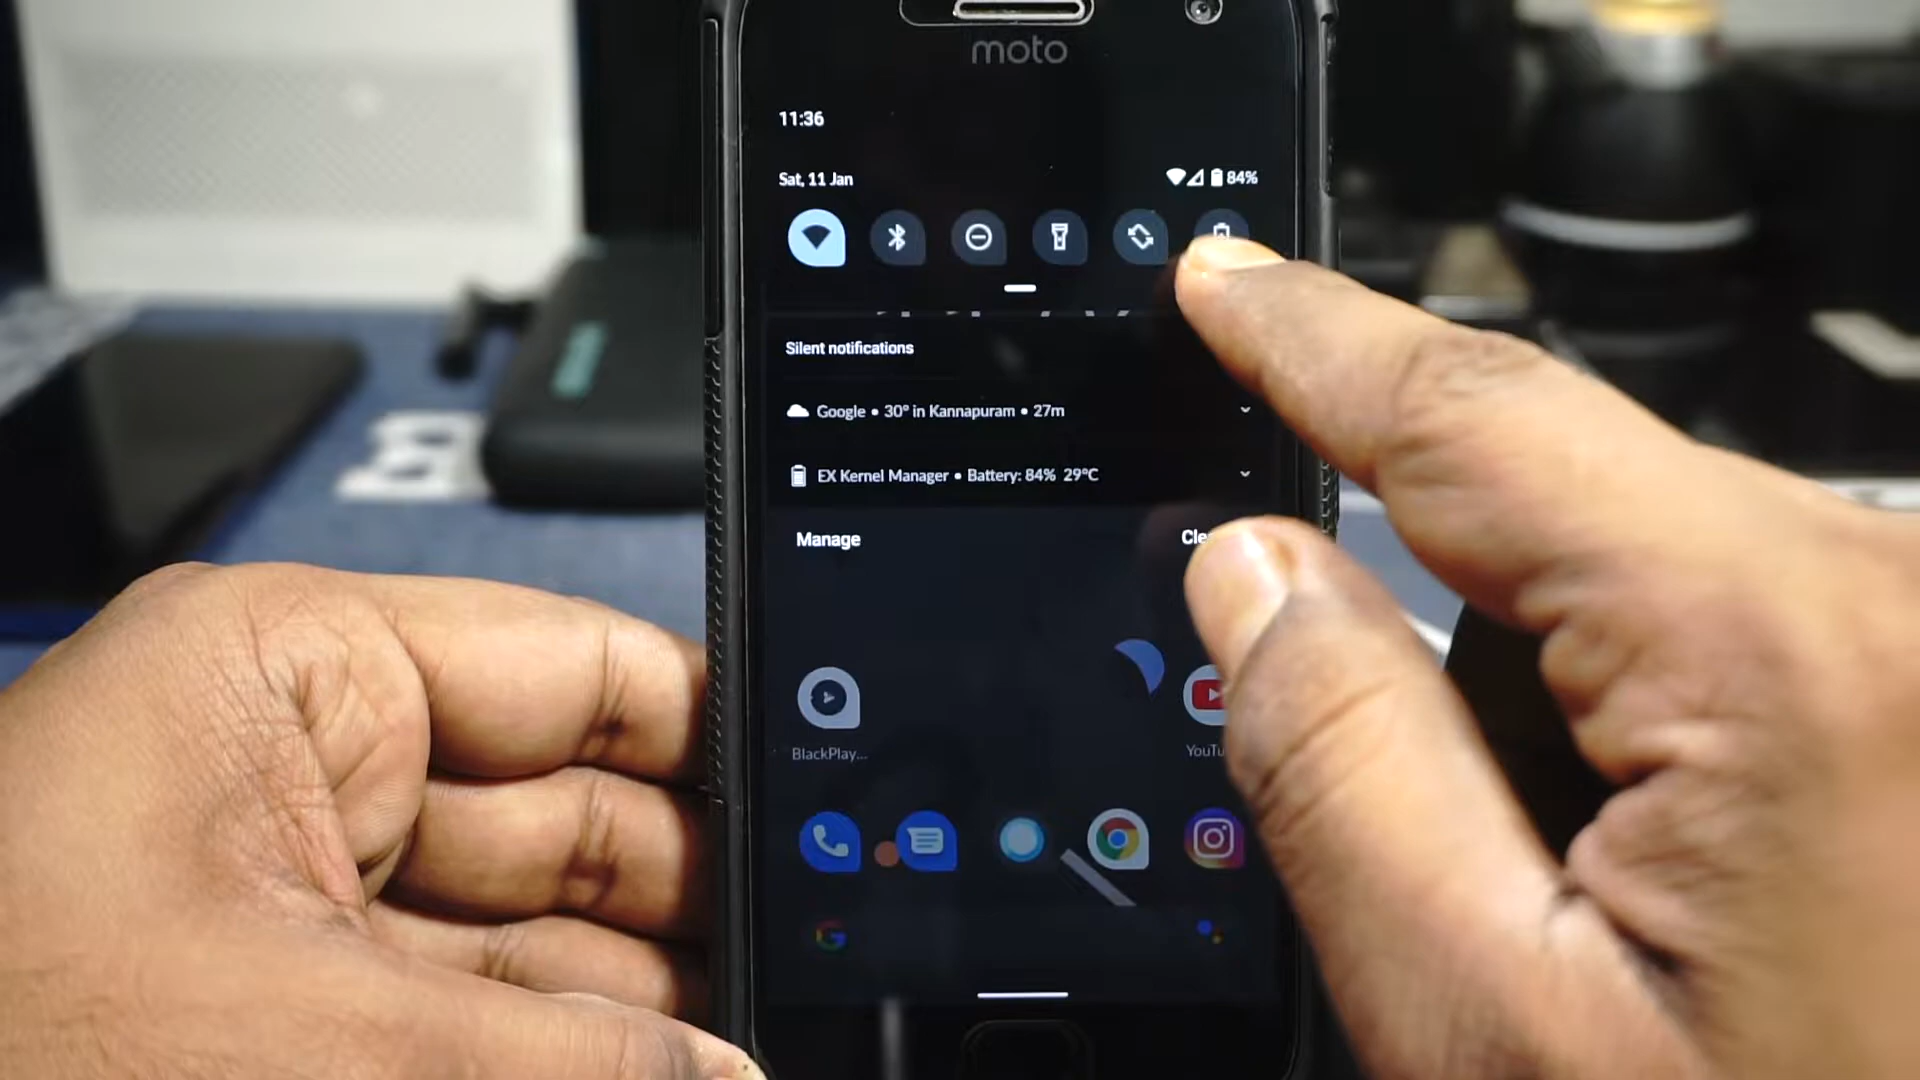 moto
11:36
Sat, 11 Jan
84%
Silent notifications
Google • 30° in Kannapuram • 27m
EX Kernel Manager • Battery: 84% 29°C
Manage
BlackPlay...